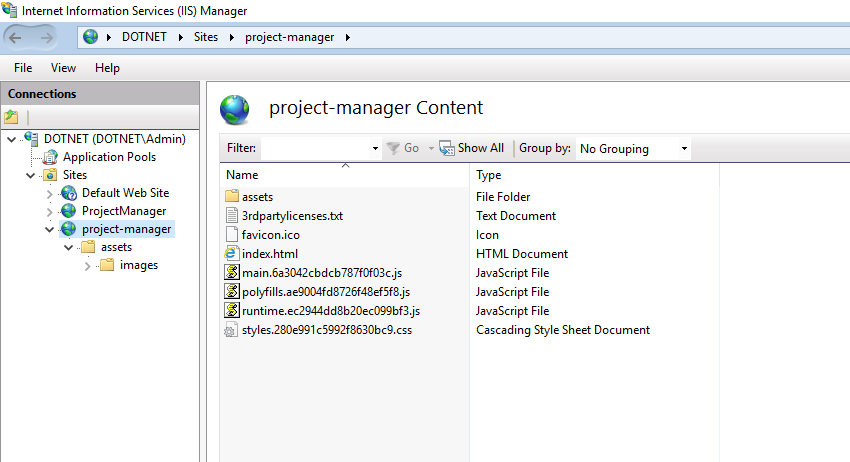 Internet Information Services (IIS) Manager
DOTNET Sites project-manager
File View Help
Connections
DOTNET (DOTNET\Admin)
Application Pools
Sites
Default Web Site
ProjectManager
project-manager
assets
images
project-manager Content
Filter: Go Show All Group by: No Grouping
Name Type
assets File Folder
3rdpartylicenses.txt Text Document
favicon.ico Icon
index.html HTML Document
main.6a3042cbdcb787f0f03c.js JavaScript File
polyfills.ae9004fd8726f48ef5f8.js JavaScript File
runtime.ec2944dd8b20ec099bf3.js JavaScript File
styles.280e991c5992f8630bc9.css Cascading Style Sheet Document